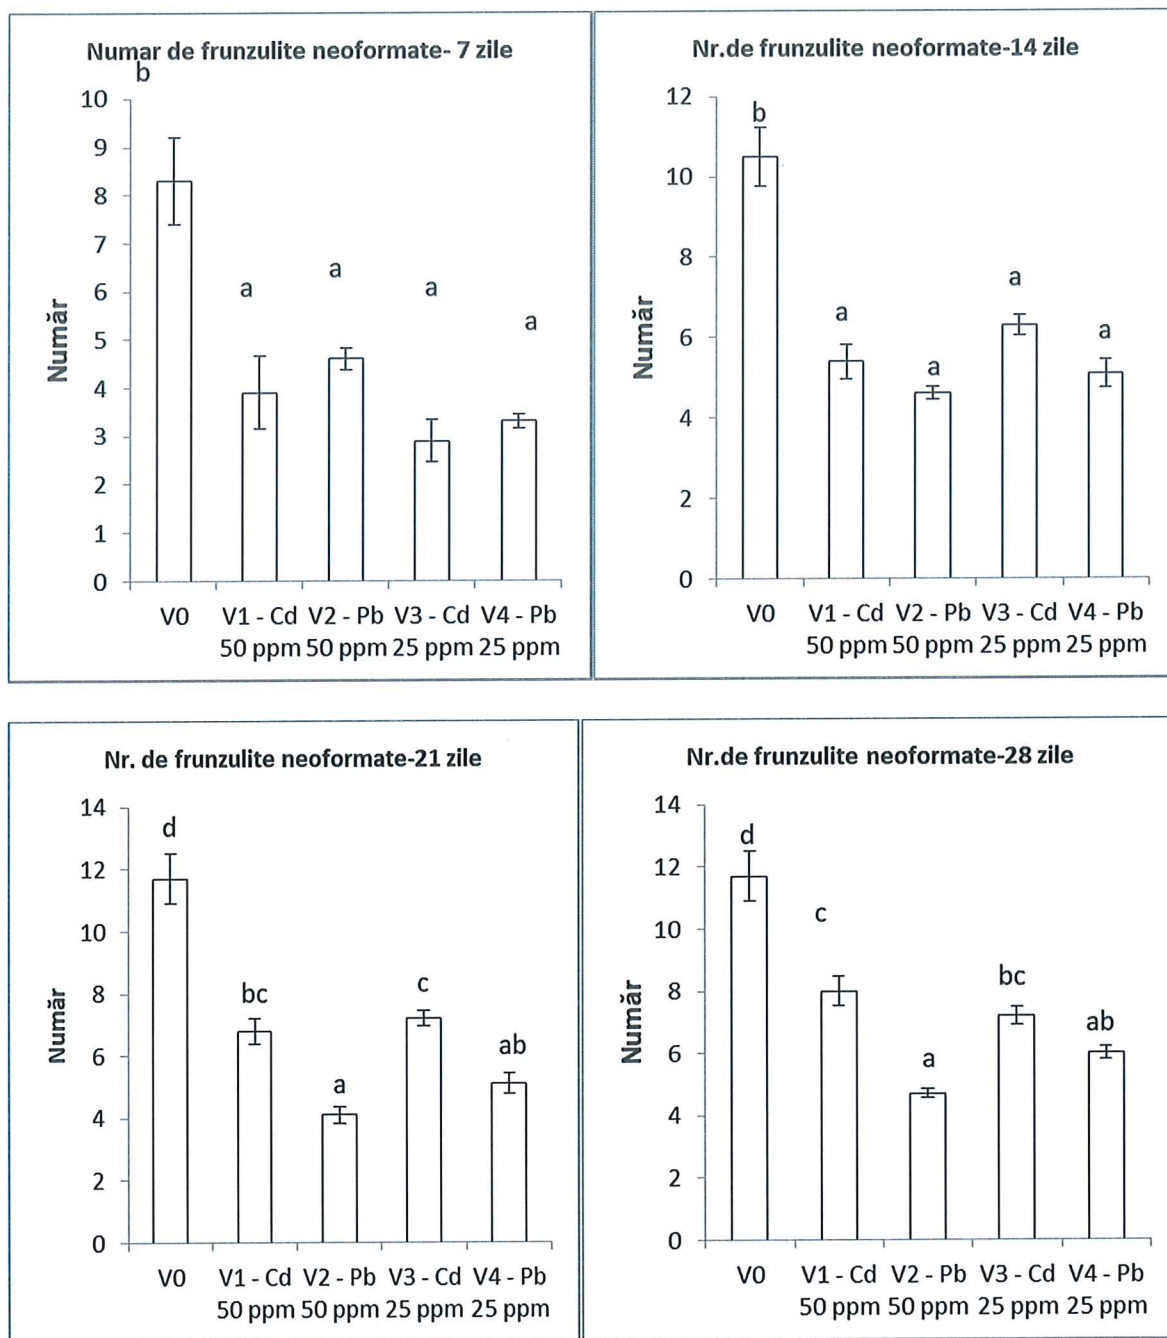 Numar de frunzulite neoformate- 7 zile
b
10
9
8
7
6
5
4
3
2
1
0
Număr
a
a
a
a
V0
V1 - Cd
50 ppm
V2 - Pb
50 ppm
V3 - Cd
25 ppm
V4 - Pb
25 ppm
Nr.de frunzulite neoformate-14 zile
12
10
8
6
4
2
0
Număr
b
a
a
a
a
V0
V1 - Cd
50 ppm
V2 - Pb
50 ppm
V3 - Cd
25 ppm
V4 - Pb
25 ppm
Nr. de frunzulite neoformate-21 zile
14
12
10
8
6
4
2
0
Număr
d
bc
a
c
ab
V0
V1 - Cd
50 ppm
V2 - Pb
50 ppm
V3 - Cd
25 ppm
V4 - Pb
25 ppm
Nr.de frunzulite neoformate-28 zile
14
12
10
8
6
4
2
0
Număr
d
c
a
bc
ab
V0
V1 - Cd
50 ppm
V2 - Pb
50 ppm
V3 - Cd
25 ppm
V4 - Pb
25 ppm